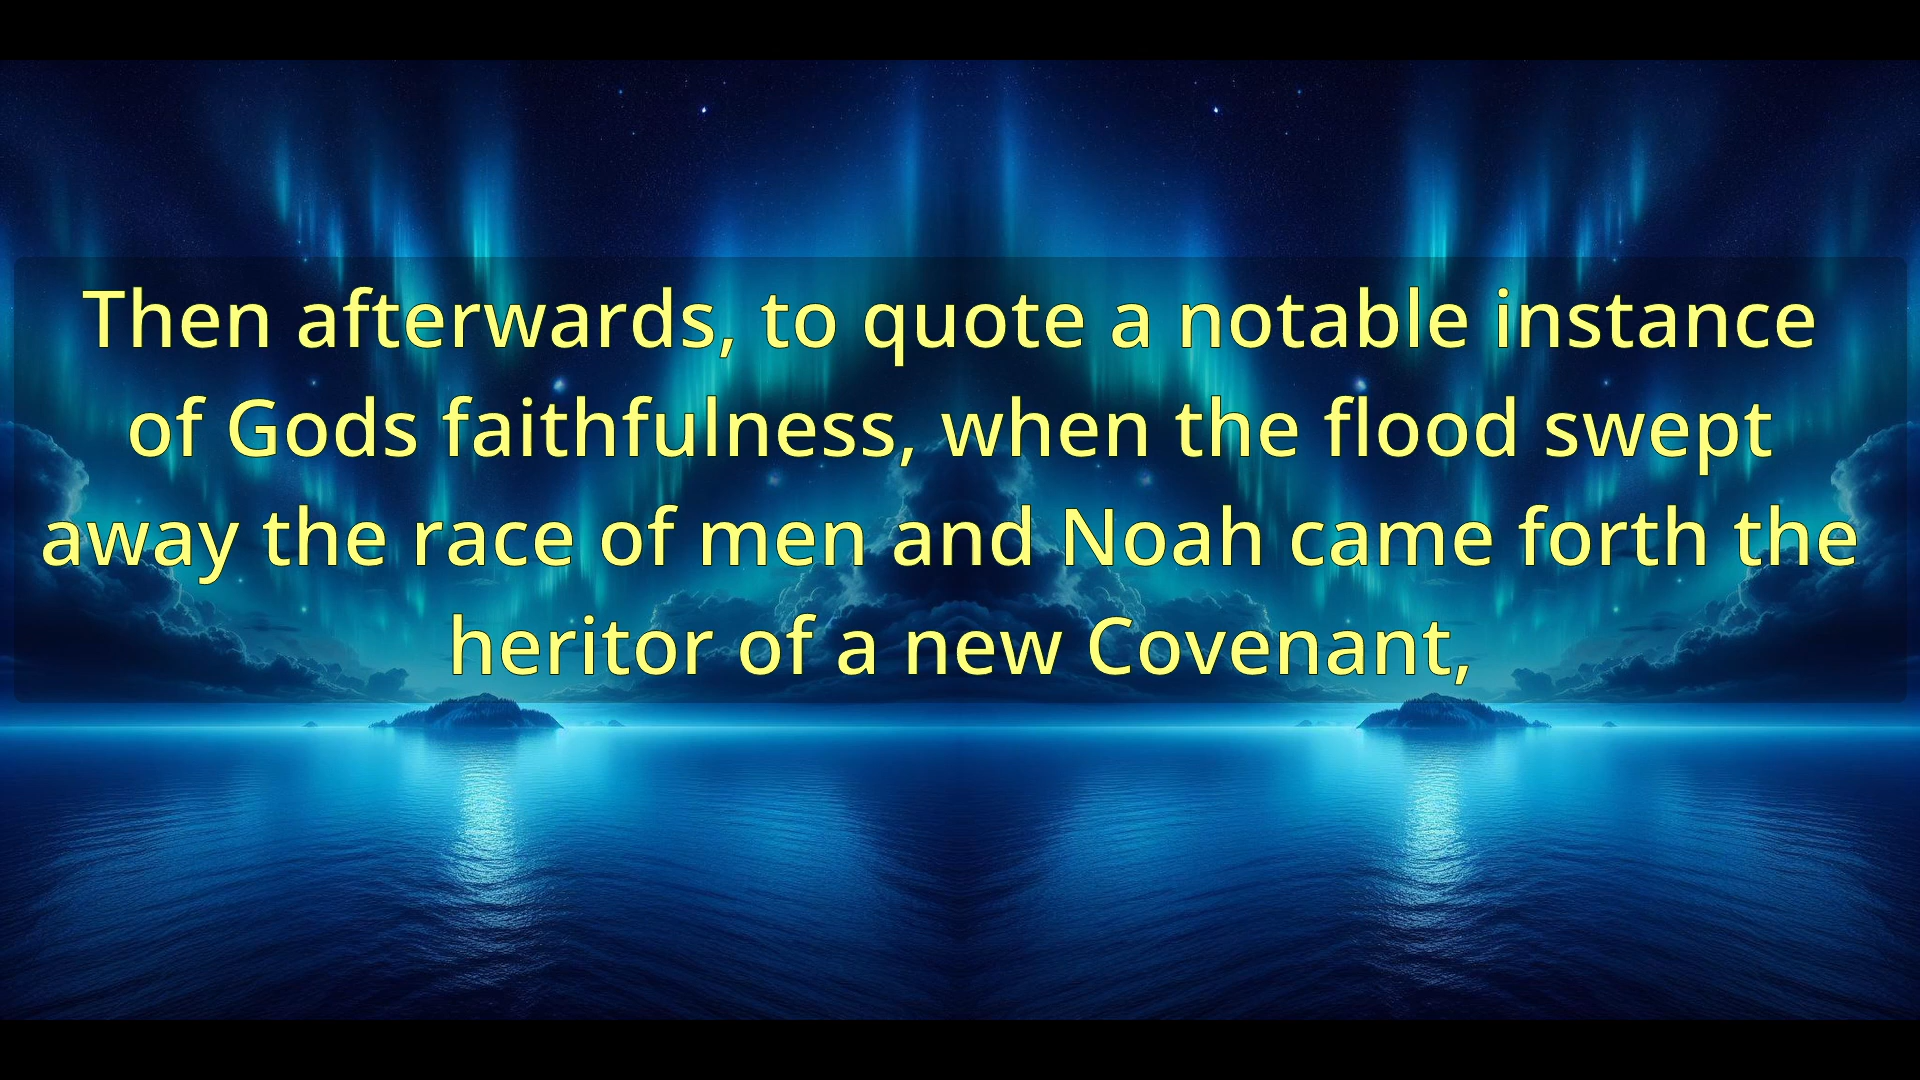 Then afterwards, to quote a notable instance
of Gods faithfulness, when the flood swept
away the race of men and Noah came forth the
heritor of a new Covenant,